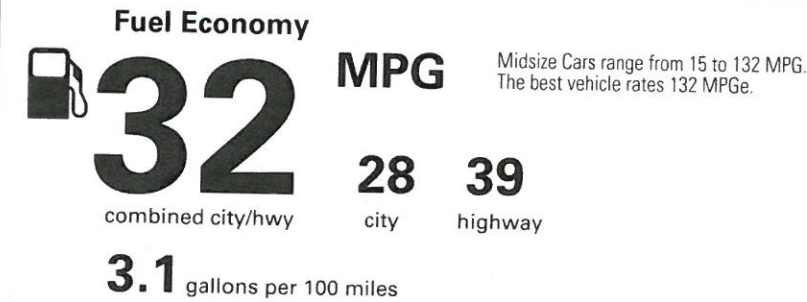 Fuel Economy
32 MPG
Midsize Cars range from 15 to 132 MPG.
The best vehicle rates 132 MPGe.
combined city/hwy
28 city
39 highway
3.1 gallons per 100 miles